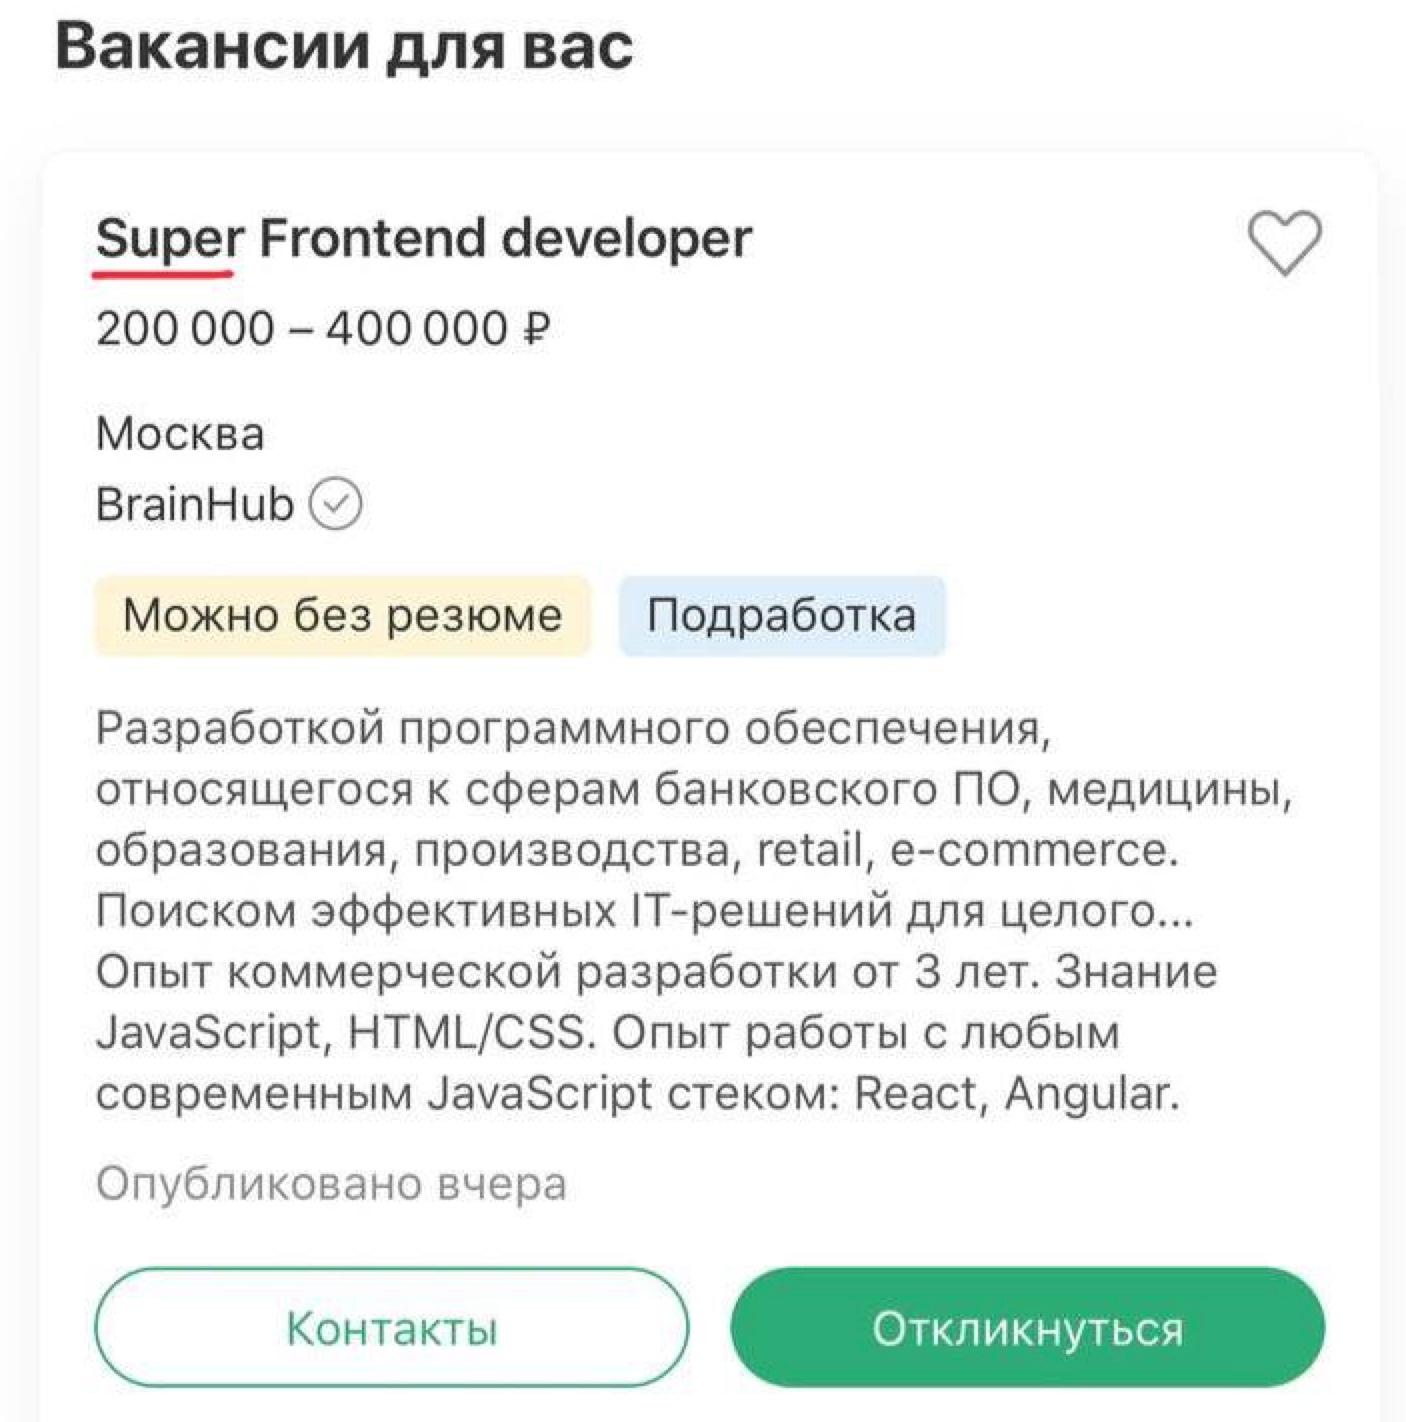 Вакансии для вас
Super Frontend developer
200 000 – 400 000 ₽
Москва
BrainHub
Можно без резюме
Подработка
Разработкой программного обеспечения,
относящегося к сферам банковского ПО, медицины,
образования, производства, retail, e-commerce.
Поиском эффективных IT-решений для целого...
Опыт коммерческой разработки от 3 лет. Знание
JavaScript, HTML/CSS. Опыт работы с любым
современным JavaScript стеком: React, Angular.
Опубликовано вчера
Контакты
Откликнуться